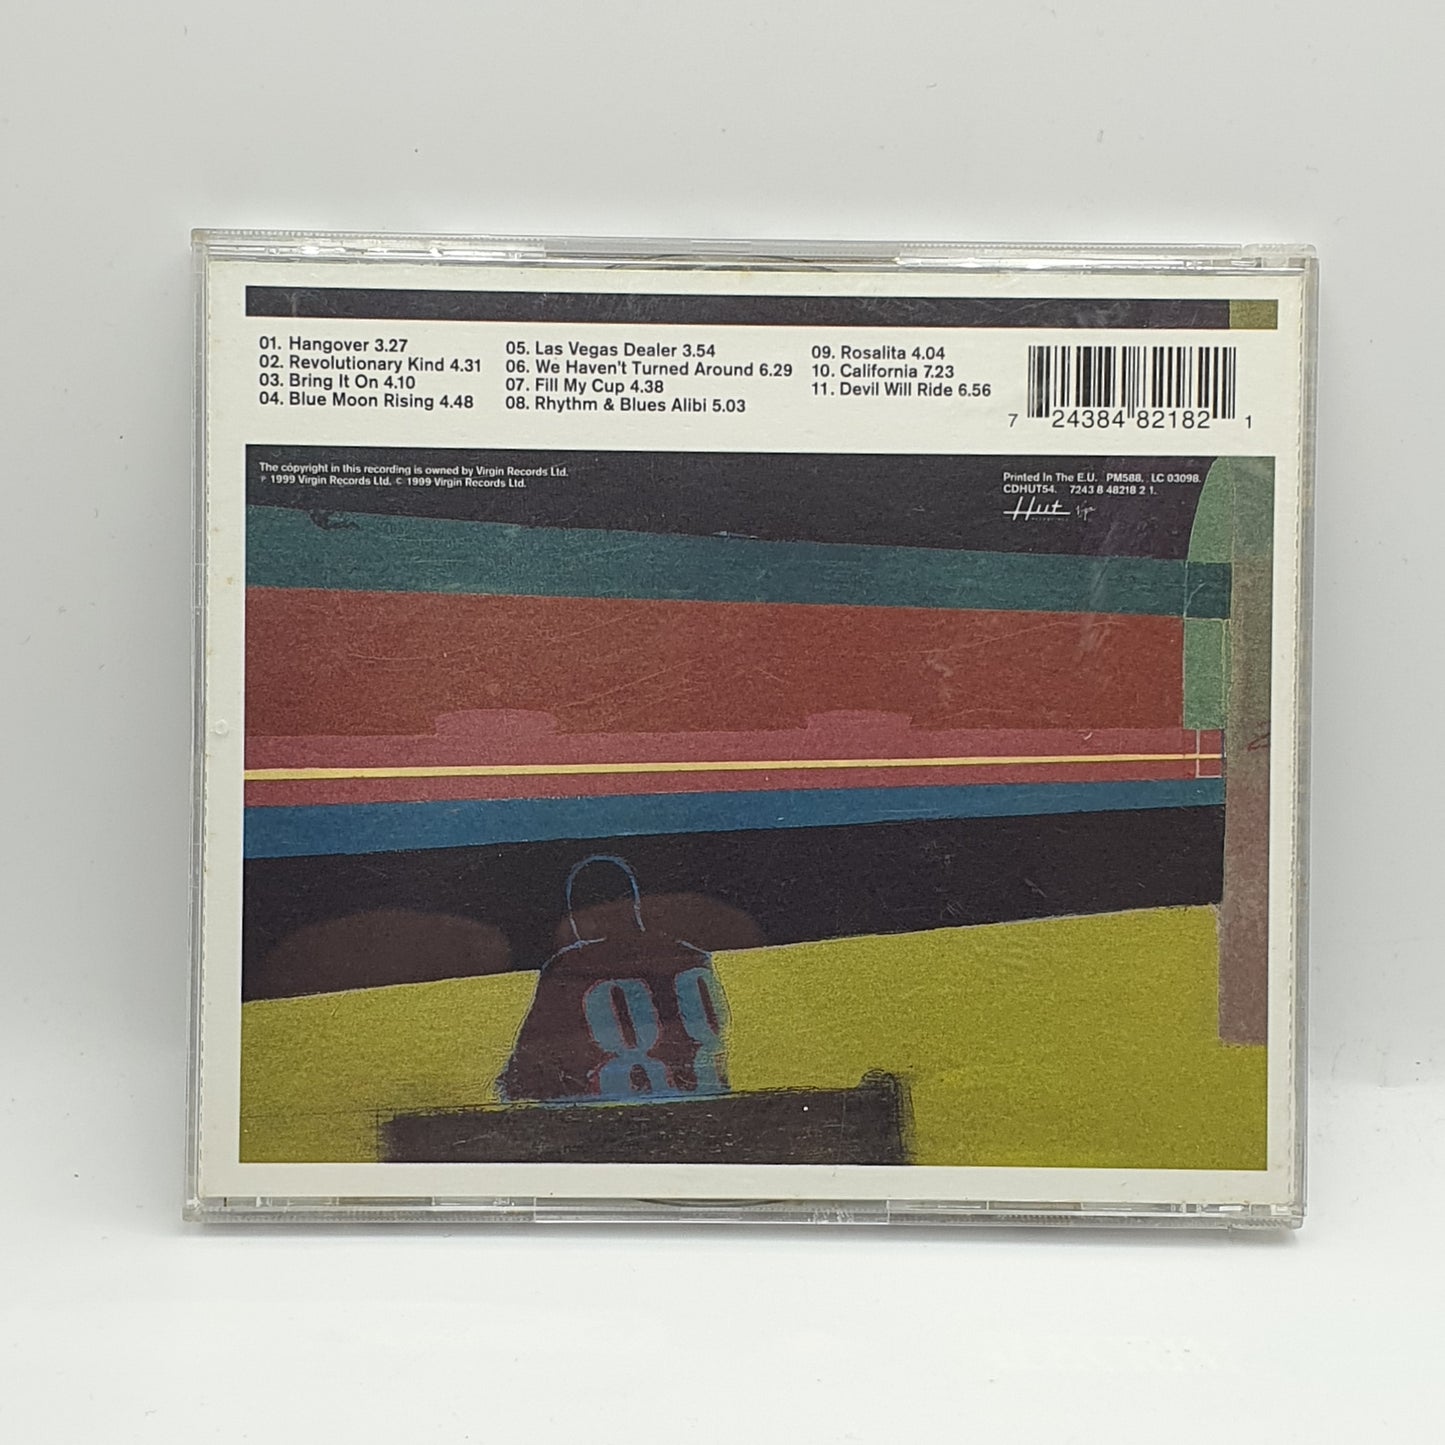 01. Hangover 3.27
02. Revolutionary Kind 4.31
03. Bring It On 4.10
04. Blue Moon Rising 4.48
05. Las Vegas Dealer 3.54
06. We Haven't Turned Around 6.29
07. Fill My Cup 4.38
08. Rhythm & Blues Alibi 5.03
09. Rosalita 4.04
10. California 7.23
11. Devil Will Ride 6.56
7 24384 82182 1
The copyright in this recording is owned by Virgin Records Ltd.
℗ 1999 Virgin Records Ltd. © 1999 Virgin Records Ltd.
Printed In The E.U. PM588. LC 03098.
CDHUT54. 7243 8 48218 2 1.
Hut